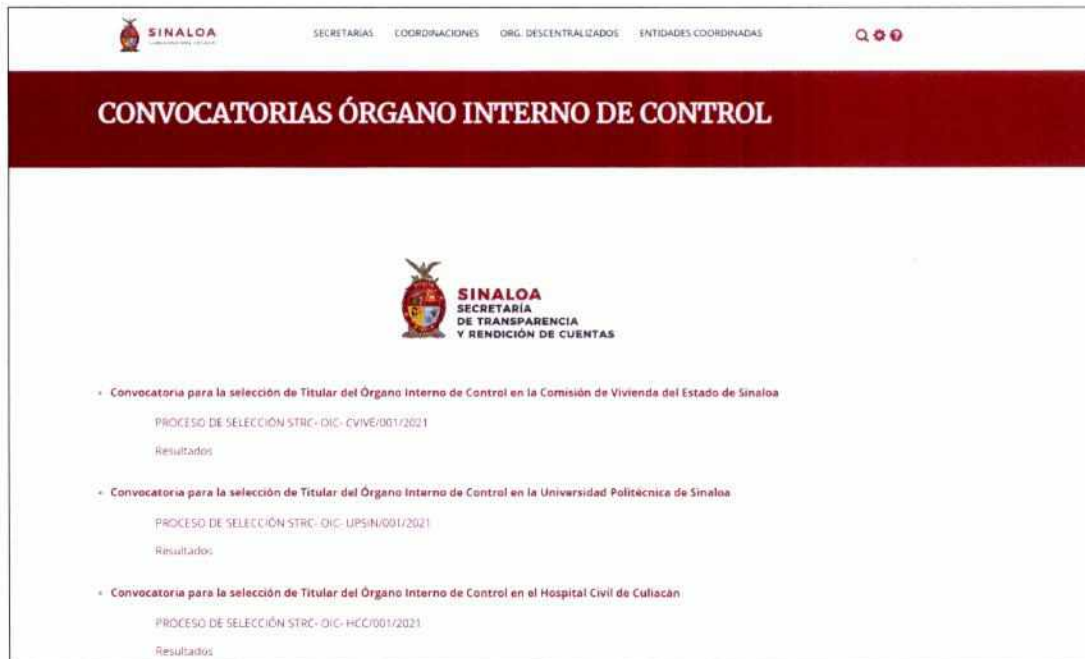 SINALOA
SECRETARÍAS COORDINACIONES ORG. DESCENTRALIZADOS ENTIDADES COORDINADAS
CONVOCATORIAS ÓRGANO INTERNO DE CONTROL
SINALOA
SECRETARÍA
DE TRANSPARENCIA
Y RENDICIÓN DE CUENTAS
Convocatoria para la selección de Titular del Órgano Interno de Control en la Comisión de Vivienda del Estado de Sinaloa
PROCESO DE SELECCIÓN STRC- OIC- CVIVE/001/2021
Resultados
Convocatoria para la selección de Titular del Órgano Interno de Control en la Universidad Politécnica de Sinaloa
PROCESO DE SELECCIÓN STRC- OIC- UPSIN/001/2021
Resultados
Convocatoria para la selección de Titular del Órgano Interno de Control en el Hospital Civil de Culiacán
PROCESO DE SELECCIÓN STRC- OIC- HCC/001/2021
Resultados